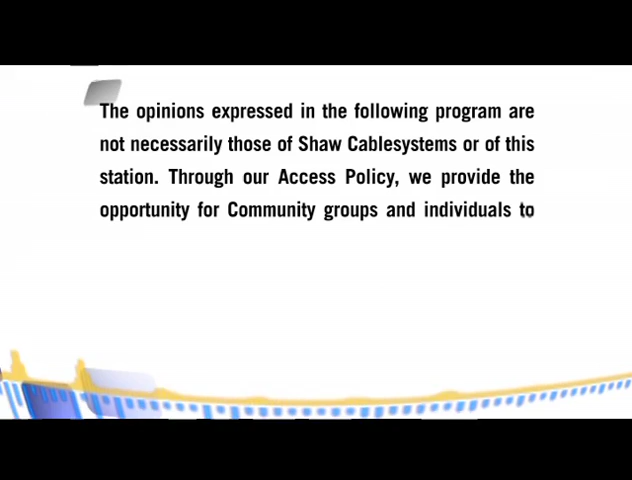 The opinions expressed in the following program are
not necessarily those of Shaw Cablesystems or of this
station. Through our Access Policy, we provide the
opportunity for Community groups and individuals to